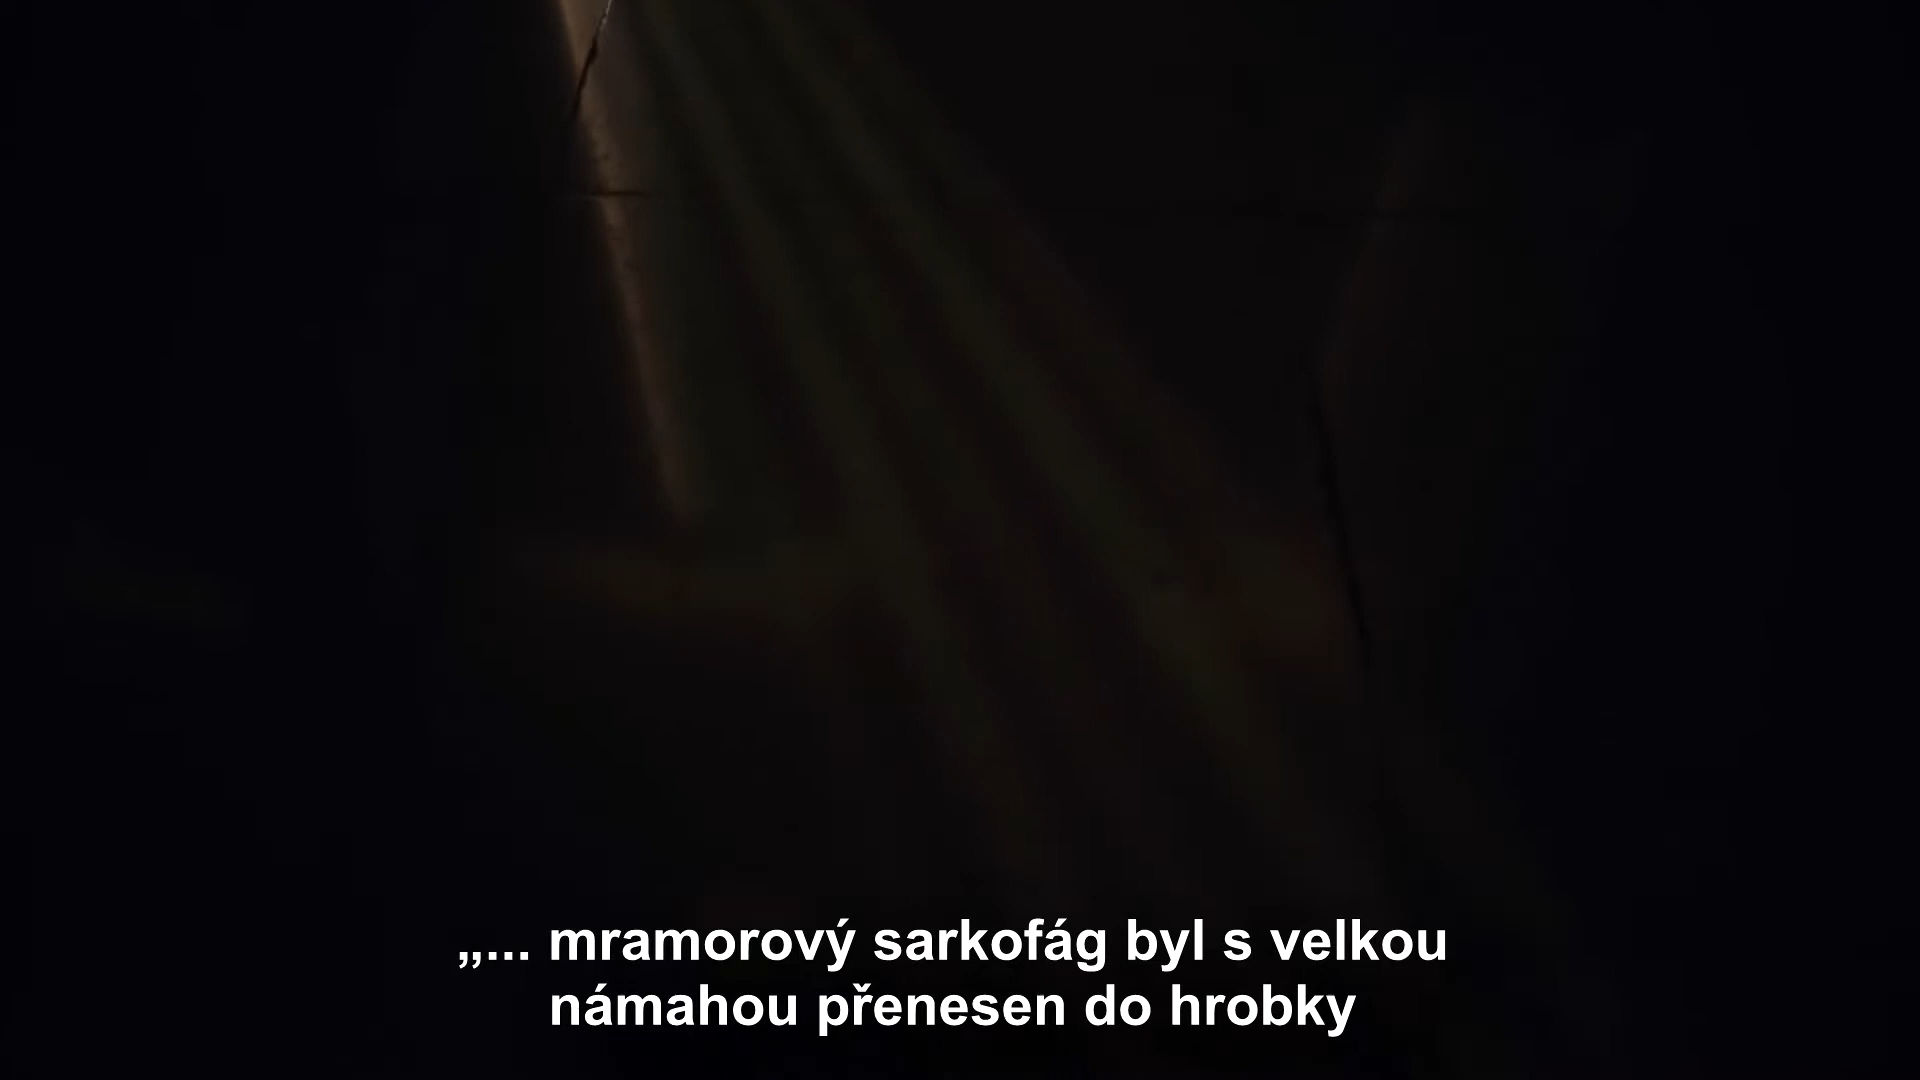 „... mramorový sarkofág byl s velkou
námahou přenesen do hrobky